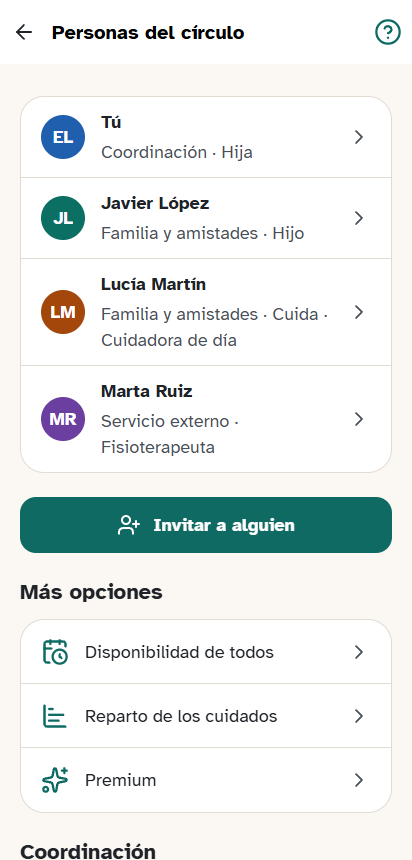 Personas del círculo
EL
Tú
Coordinación · Hija
JL
Javier López
Familia y amistades · Hijo
LM
Lucía Martín
Familia y amistades · Cuida ·
Cuidadora de día
MR
Marta Ruiz
Servicio externo ·
Fisioterapeuta
Invitar a alguien
Más opciones
Disponibilidad de todos
Reparto de los cuidados
Premium
Coordinación